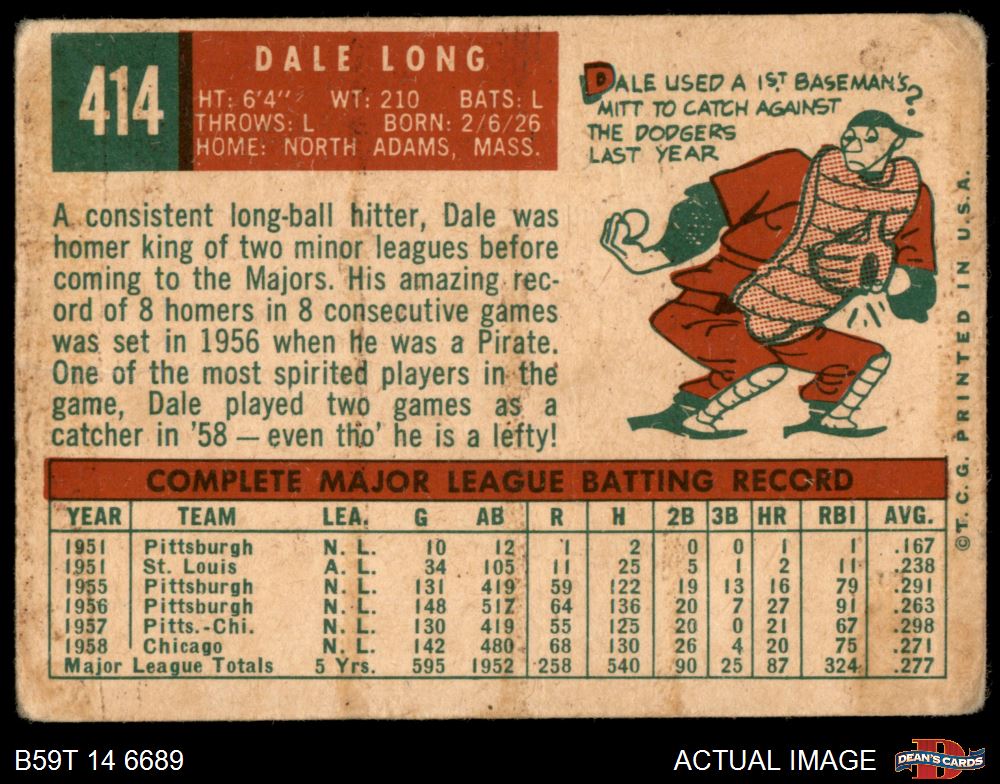 414
DALE LONG
HT: 6'4" WT: 210 BATS: L
THROWS: L BORN: 2/6/26
HOME: NORTH ADAMS, MASS.
DALE USED A 1ST BASEMAN'S
MITT TO CATCH AGAINST
THE DODGERS
LAST YEAR
?
A consistent long-ball hitter, Dale was
homer king of two minor leagues before
coming to the Majors. His amazing rec-
ord of 8 homers in 8 consecutive games
was set in 1956 when he was a Pirate.
One of the most spirited players in the
game, Dale played two games as a
catcher in '58 — even tho' he is a lefty!
COMPLETE MAJOR LEAGUE BATTING RECORD
YEAR TEAM LEA. G AB R H 2B 3B HR RBI AVG.
1951 Pittsburgh N. L. 10 12 1 2 0 0 1 1 .167
1951 St. Louis A. L. 34 105 11 25 5 1 2 11 .238
1955 Pittsburgh N. L. 131 419 59 122 19 13 16 79 .291
1956 Pittsburgh N. L. 148 517 64 136 20 7 27 91 .263
1957 Pitts.-Chi. N. L. 130 419 55 125 20 0 21 67 .298
1958 Chicago N. L. 142 480 68 130 26 4 20 75 .271
Major League Totals 5 Yrs. 595 1952 258 540 90 25 87 324 .277
© T. C. G. PRINTED IN U. S. A.
B59T 14 6689
ACTUAL IMAGE
DEAN'S CARDS